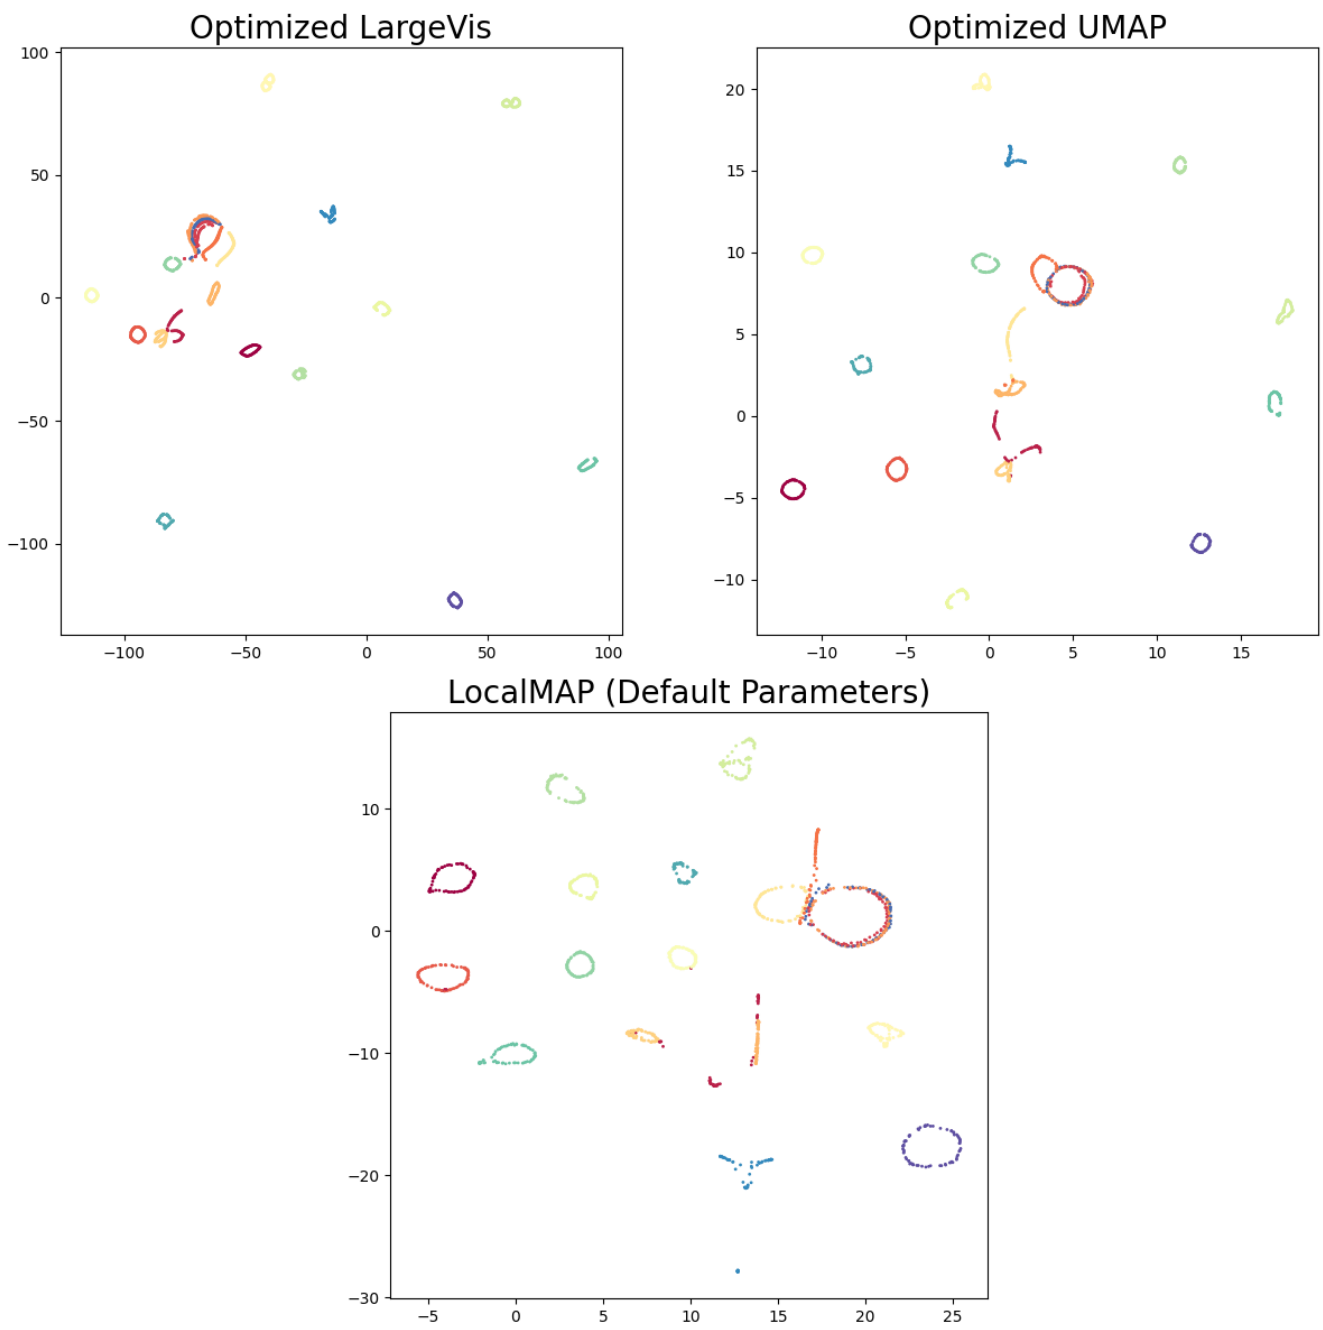 Optimized LargeVis
100
50
0
−50
−100
−100 −50 0 50 100
Optimized UMAP
20
15
10
5
0
−5
−10
−10 −5 0 5 10 15
LocalMAP (Default Parameters)
10
0
−10
−20
−30
−5 0 5 10 15 20 25